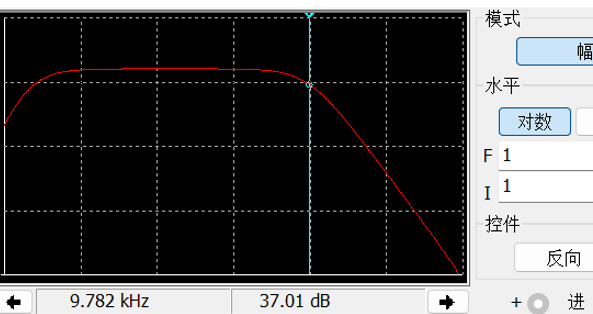 模式
幅
水平
对数
F 1
I 1
控件
反向
9.782 kHz 37.01 dB
+ 进